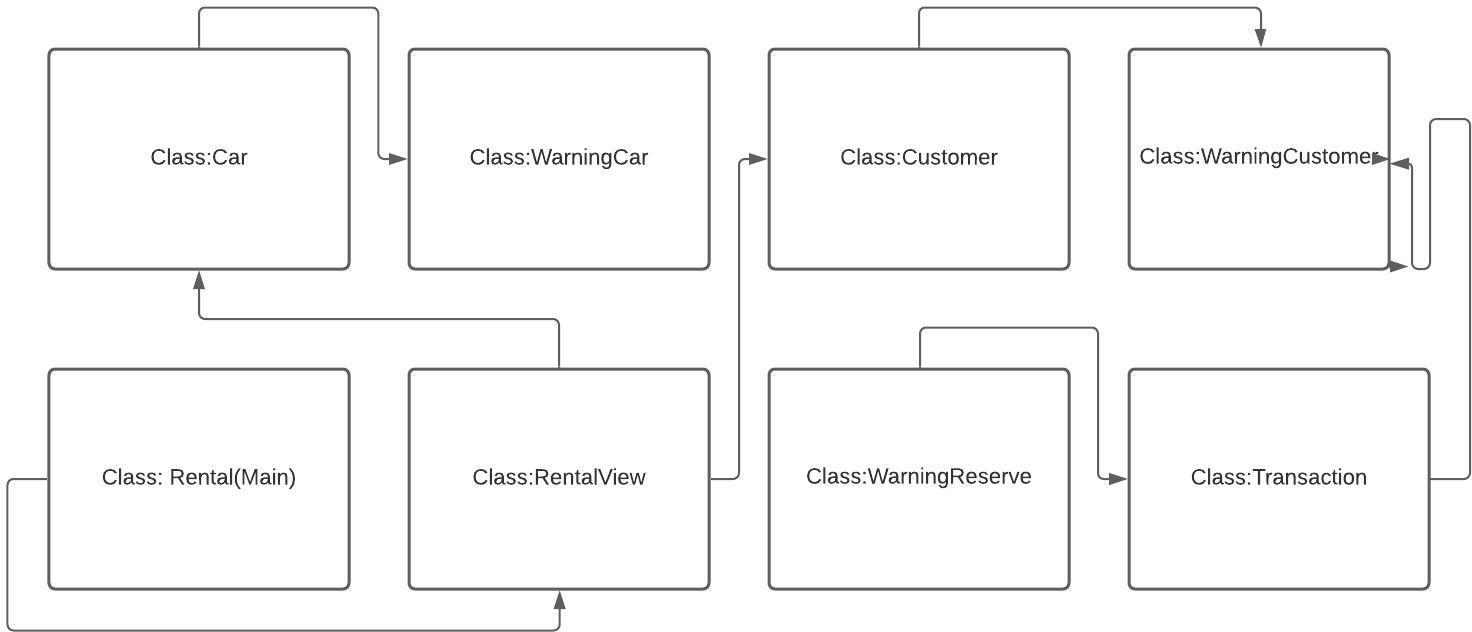 Class:Car
Class:WarningCar
Class:Customer
Class:WarningCustomer
Class: Rental(Main)
Class:RentalView
Class:WarningReserve
Class:Transaction